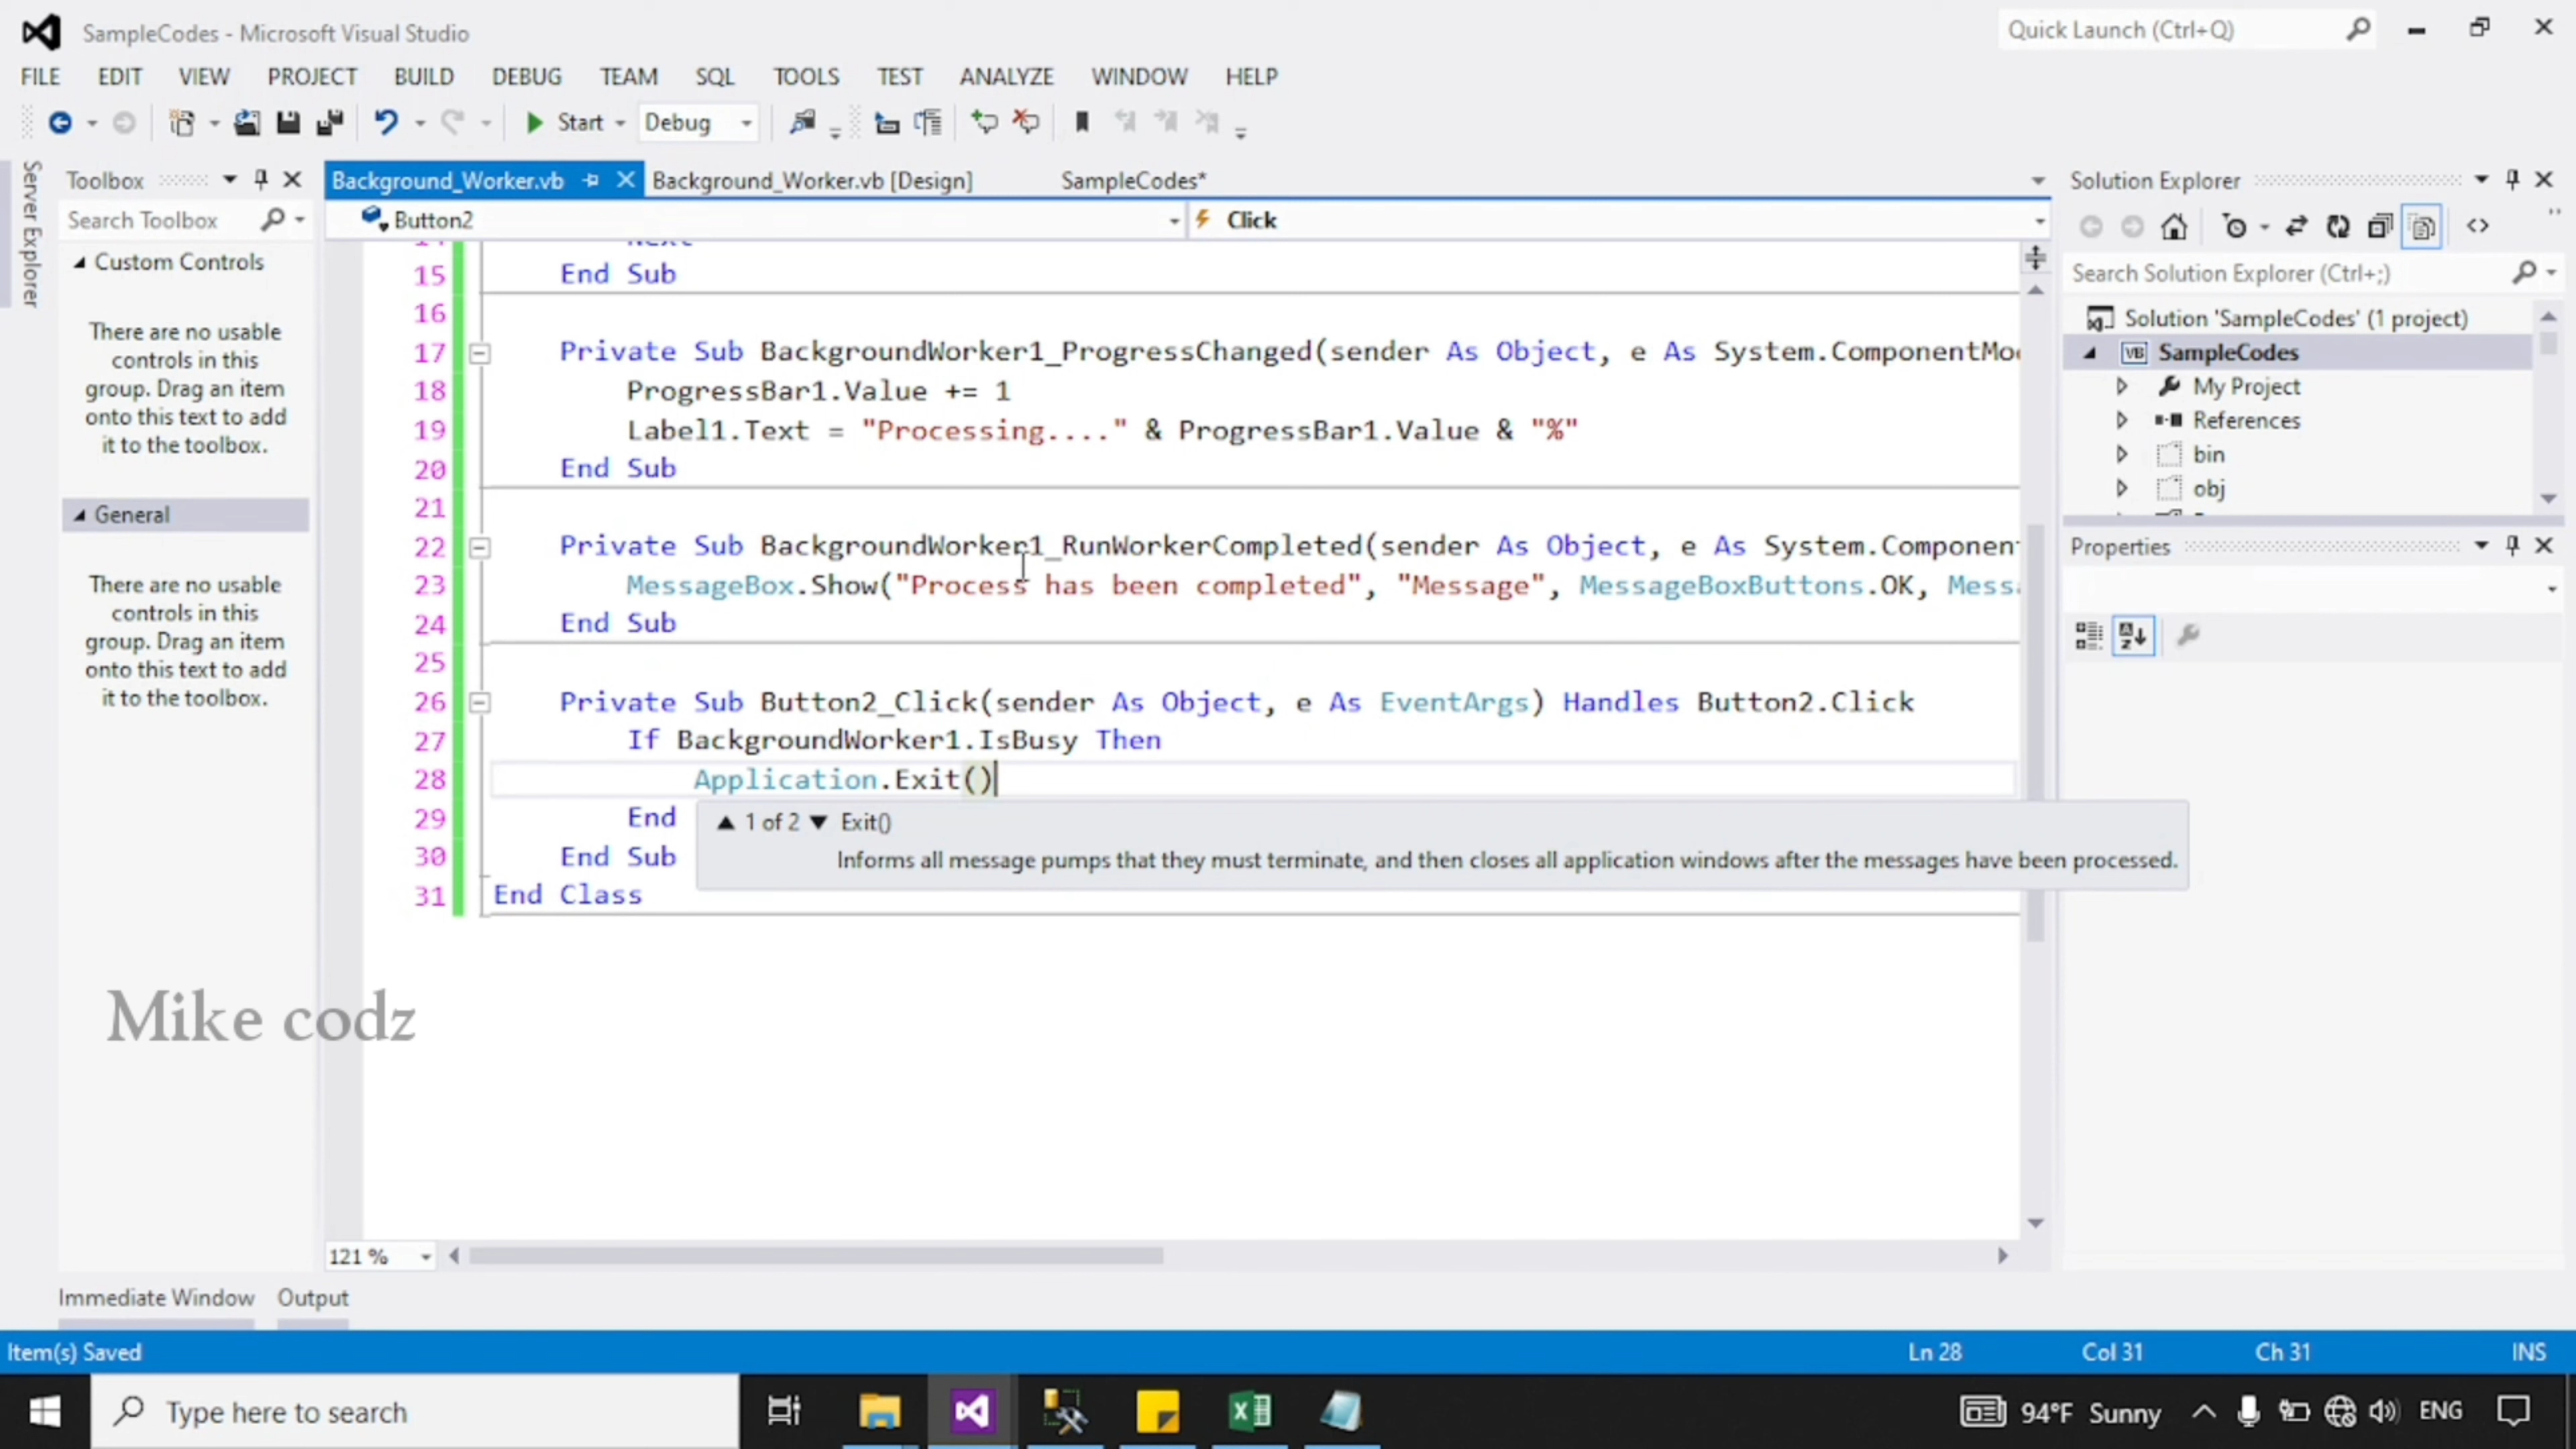 SampleCodes - Microsoft Visual Studio
Quick Launch (Ctrl+Q)
FILE EDIT VIEW PROJECT BUILD DEBUG TEAM SQL TOOLS TEST ANALYZE WINDOW HELP
Start Debug
Server Explorer
Toolbox
Search Toolbox
Custom Controls
There are no usable
controls in this
group. Drag an item
onto this text to add
it to the toolbox.
General
There are no usable
controls in this
group. Drag an item
onto this text to add
it to the toolbox.
Background_Worker.vb Background_Worker.vb [Design] SampleCodes*
Button2 Click
14 Next
15 End Sub
16
17 Private Sub BackgroundWorker1_ProgressChanged(sender As Object, e As System.ComponentMo
18 ProgressBar1.Value += 1
19 Label1.Text = "Processing...." & ProgressBar1.Value & "%"
20 End Sub
21
22 Private Sub BackgroundWorker1_RunWorkerCompleted(sender As Object, e As System.Component
23 MessageBox.Show("Process has been completed", "Message", MessageBoxButtons.OK, Mess
24 End Sub
25
26 Private Sub Button2_Click(sender As Object, e As EventArgs) Handles Button2.Click
27 If BackgroundWorker1.IsBusy Then
28 Application.Exit()
29 End
30 End Sub
31 End Class
1 of 2 Exit()
Informs all message pumps that they must terminate, and then closes all application windows after the messages have been processed.
Mike codz
121 %
Solution Explorer
Search Solution Explorer (Ctrl+;)
Solution 'SampleCodes' (1 project)
VB SampleCodes
My Project
References
bin
obj
Properties
Immediate Window Output
Item(s) Saved Ln 28 Col 31 Ch 31 INS
Type here to search
94°F Sunny ENG